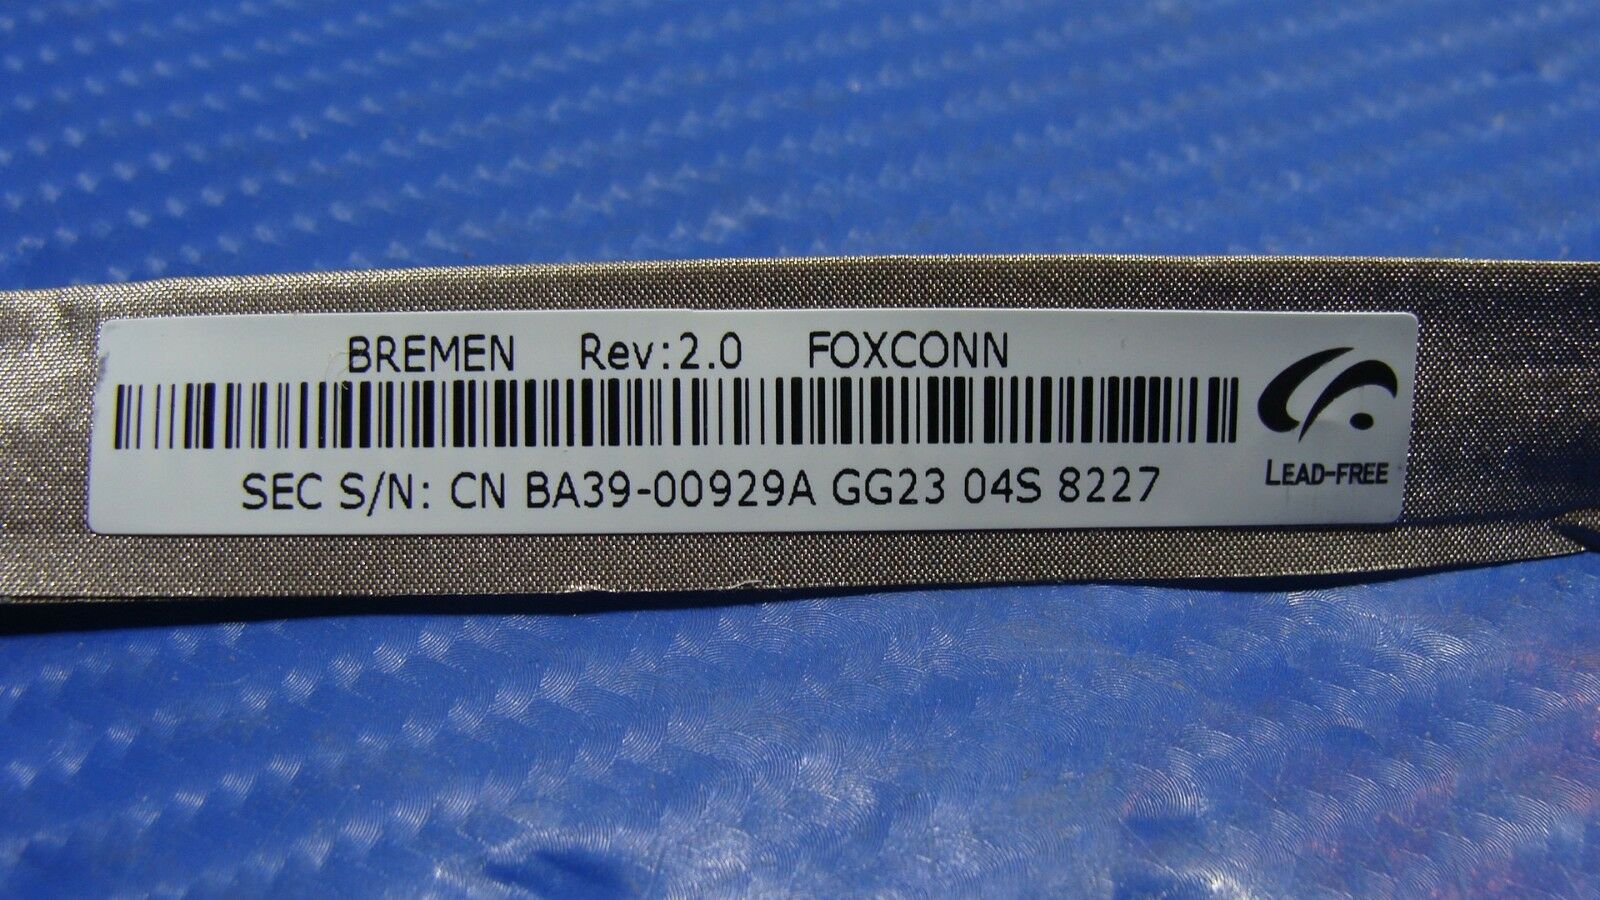 BREMEN Rev:2.0 FOXCONN
SEC S/N: CN BA39-00929A GG23 04S 8227
LEAD-FREE